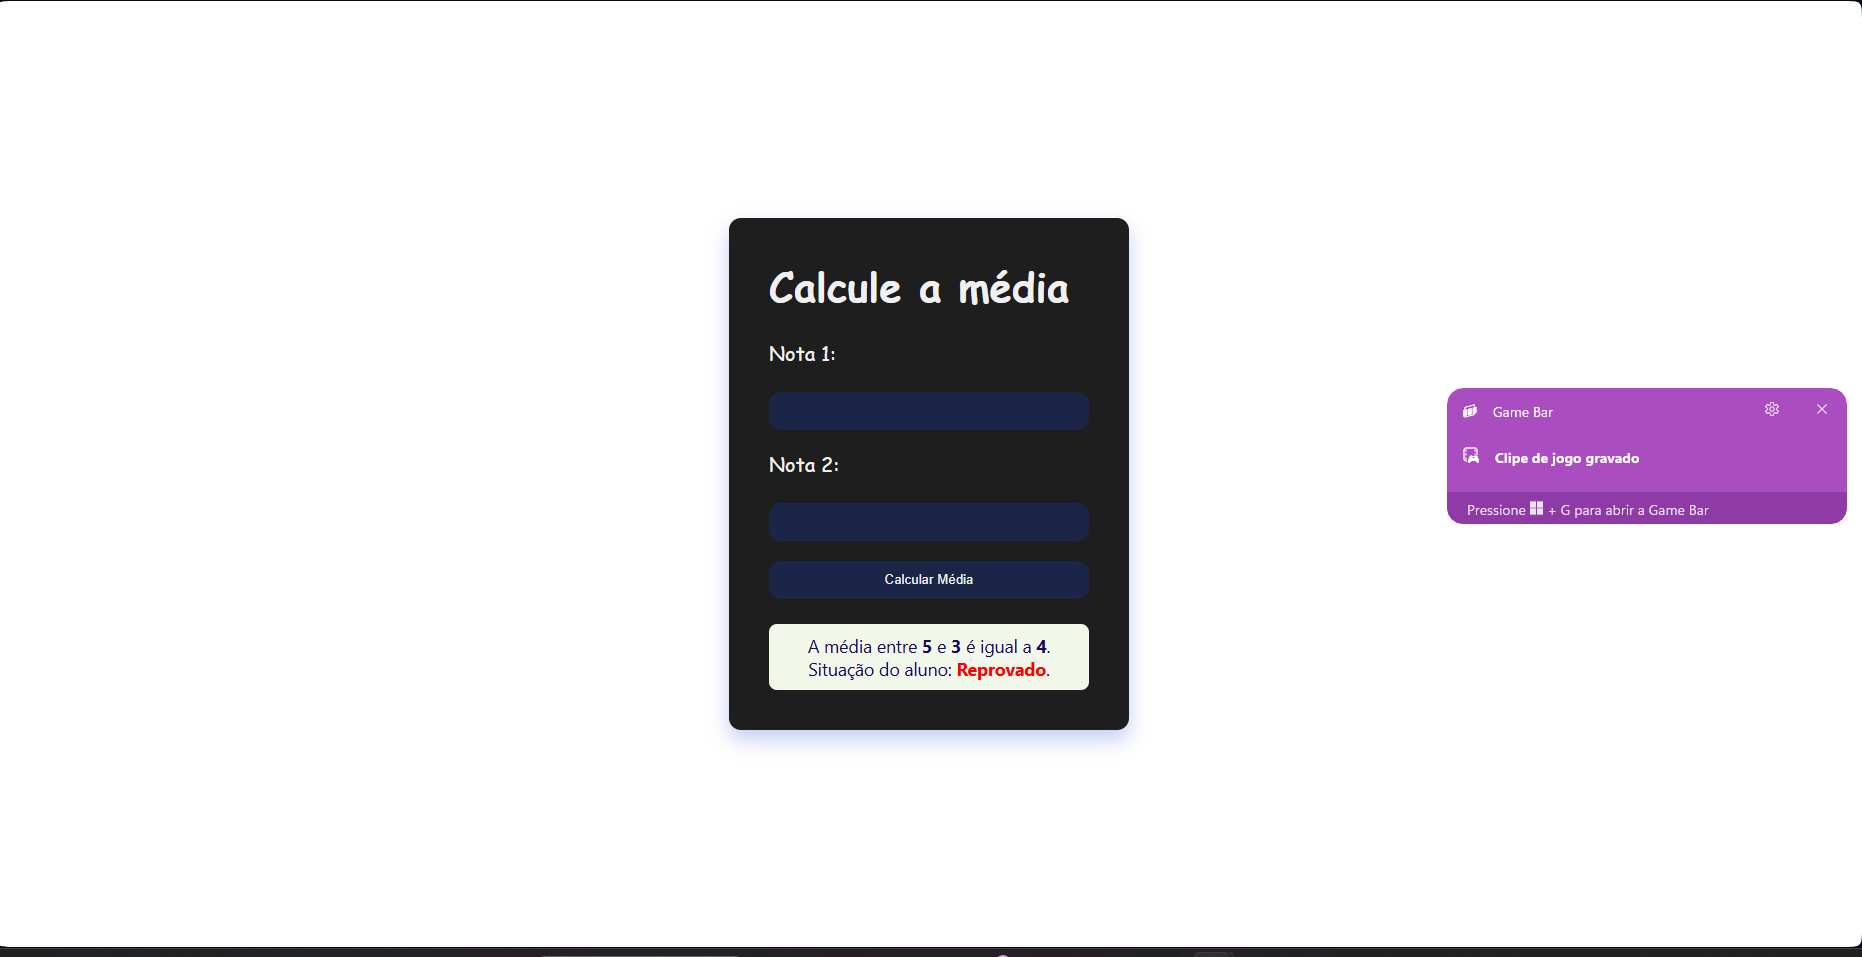 Calcule a média
Nota 1:
Nota 2:
Calcular Média
A média entre 5 e 3 é igual a 4.
Situação do aluno: Reprovado.
Game Bar
Clipe de jogo gravado
Pressione + G para abrir a Game Bar